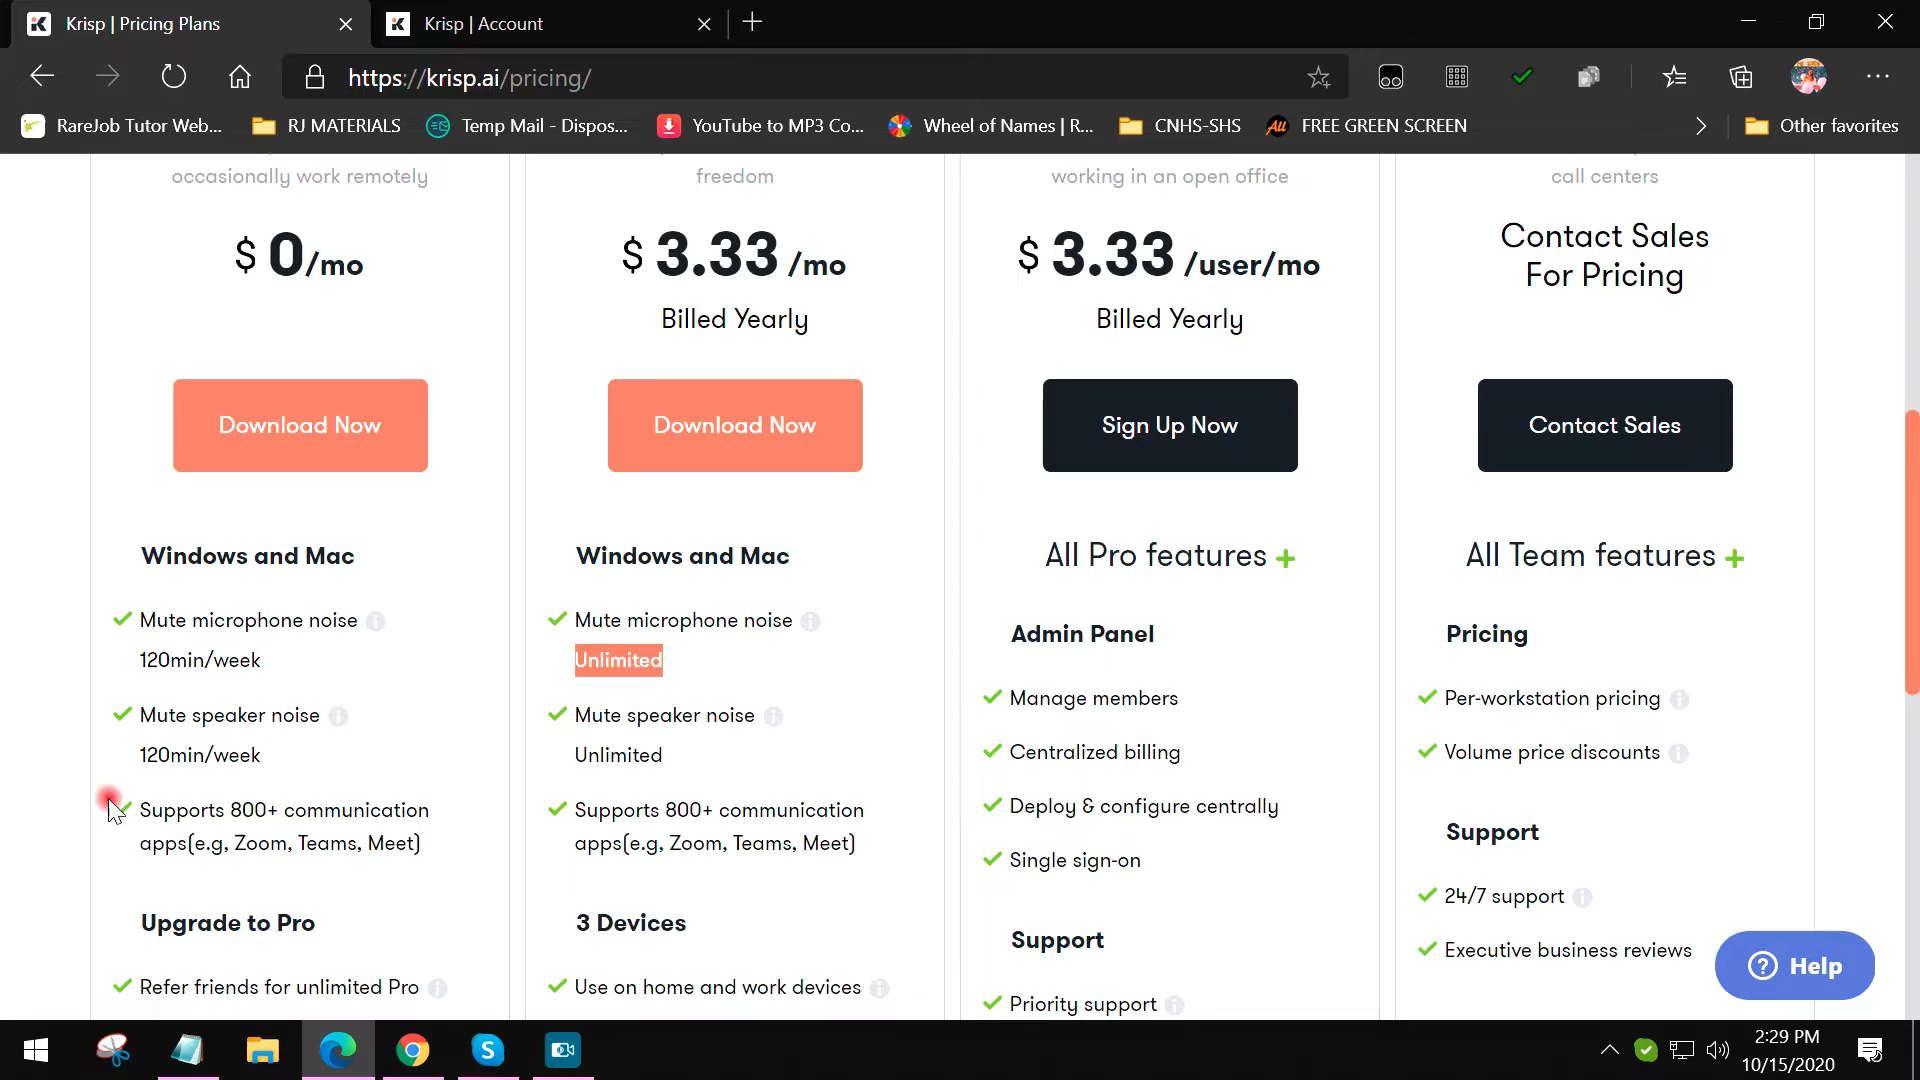 Krisp | Pricing Plans
Krisp | Account
https://krisp.ai/pricing/
RareJob Tutor Web...
RJ MATERIALS
Temp Mail - Dispos...
YouTube to MP3 Co...
Wheel of Names | R...
CNHS-SHS
FREE GREEN SCREEN
Other favorites
occasionally work remotely
$ 0/mo
Download Now
Windows and Mac
Mute microphone noise
120min/week
Mute speaker noise
120min/week
Supports 800+ communication
apps(e.g, Zoom, Teams, Meet)
Upgrade to Pro
Refer friends for unlimited Pro
freedom
$ 3.33 /mo
Billed Yearly
Download Now
Windows and Mac
Mute microphone noise
Unlimited
Mute speaker noise
Unlimited
Supports 800+ communication
apps(e.g, Zoom, Teams, Meet)
3 Devices
Use on home and work devices
working in an open office
$ 3.33 /user/mo
Billed Yearly
Sign Up Now
All Pro features +
Admin Panel
Manage members
Centralized billing
Deploy & configure centrally
Single sign-on
Support
Priority support
call centers
Contact Sales
For Pricing
Contact Sales
All Team features +
Pricing
Per-workstation pricing
Volume price discounts
Support
24/7 support
Executive business reviews
Help
2:29 PM
10/15/2020